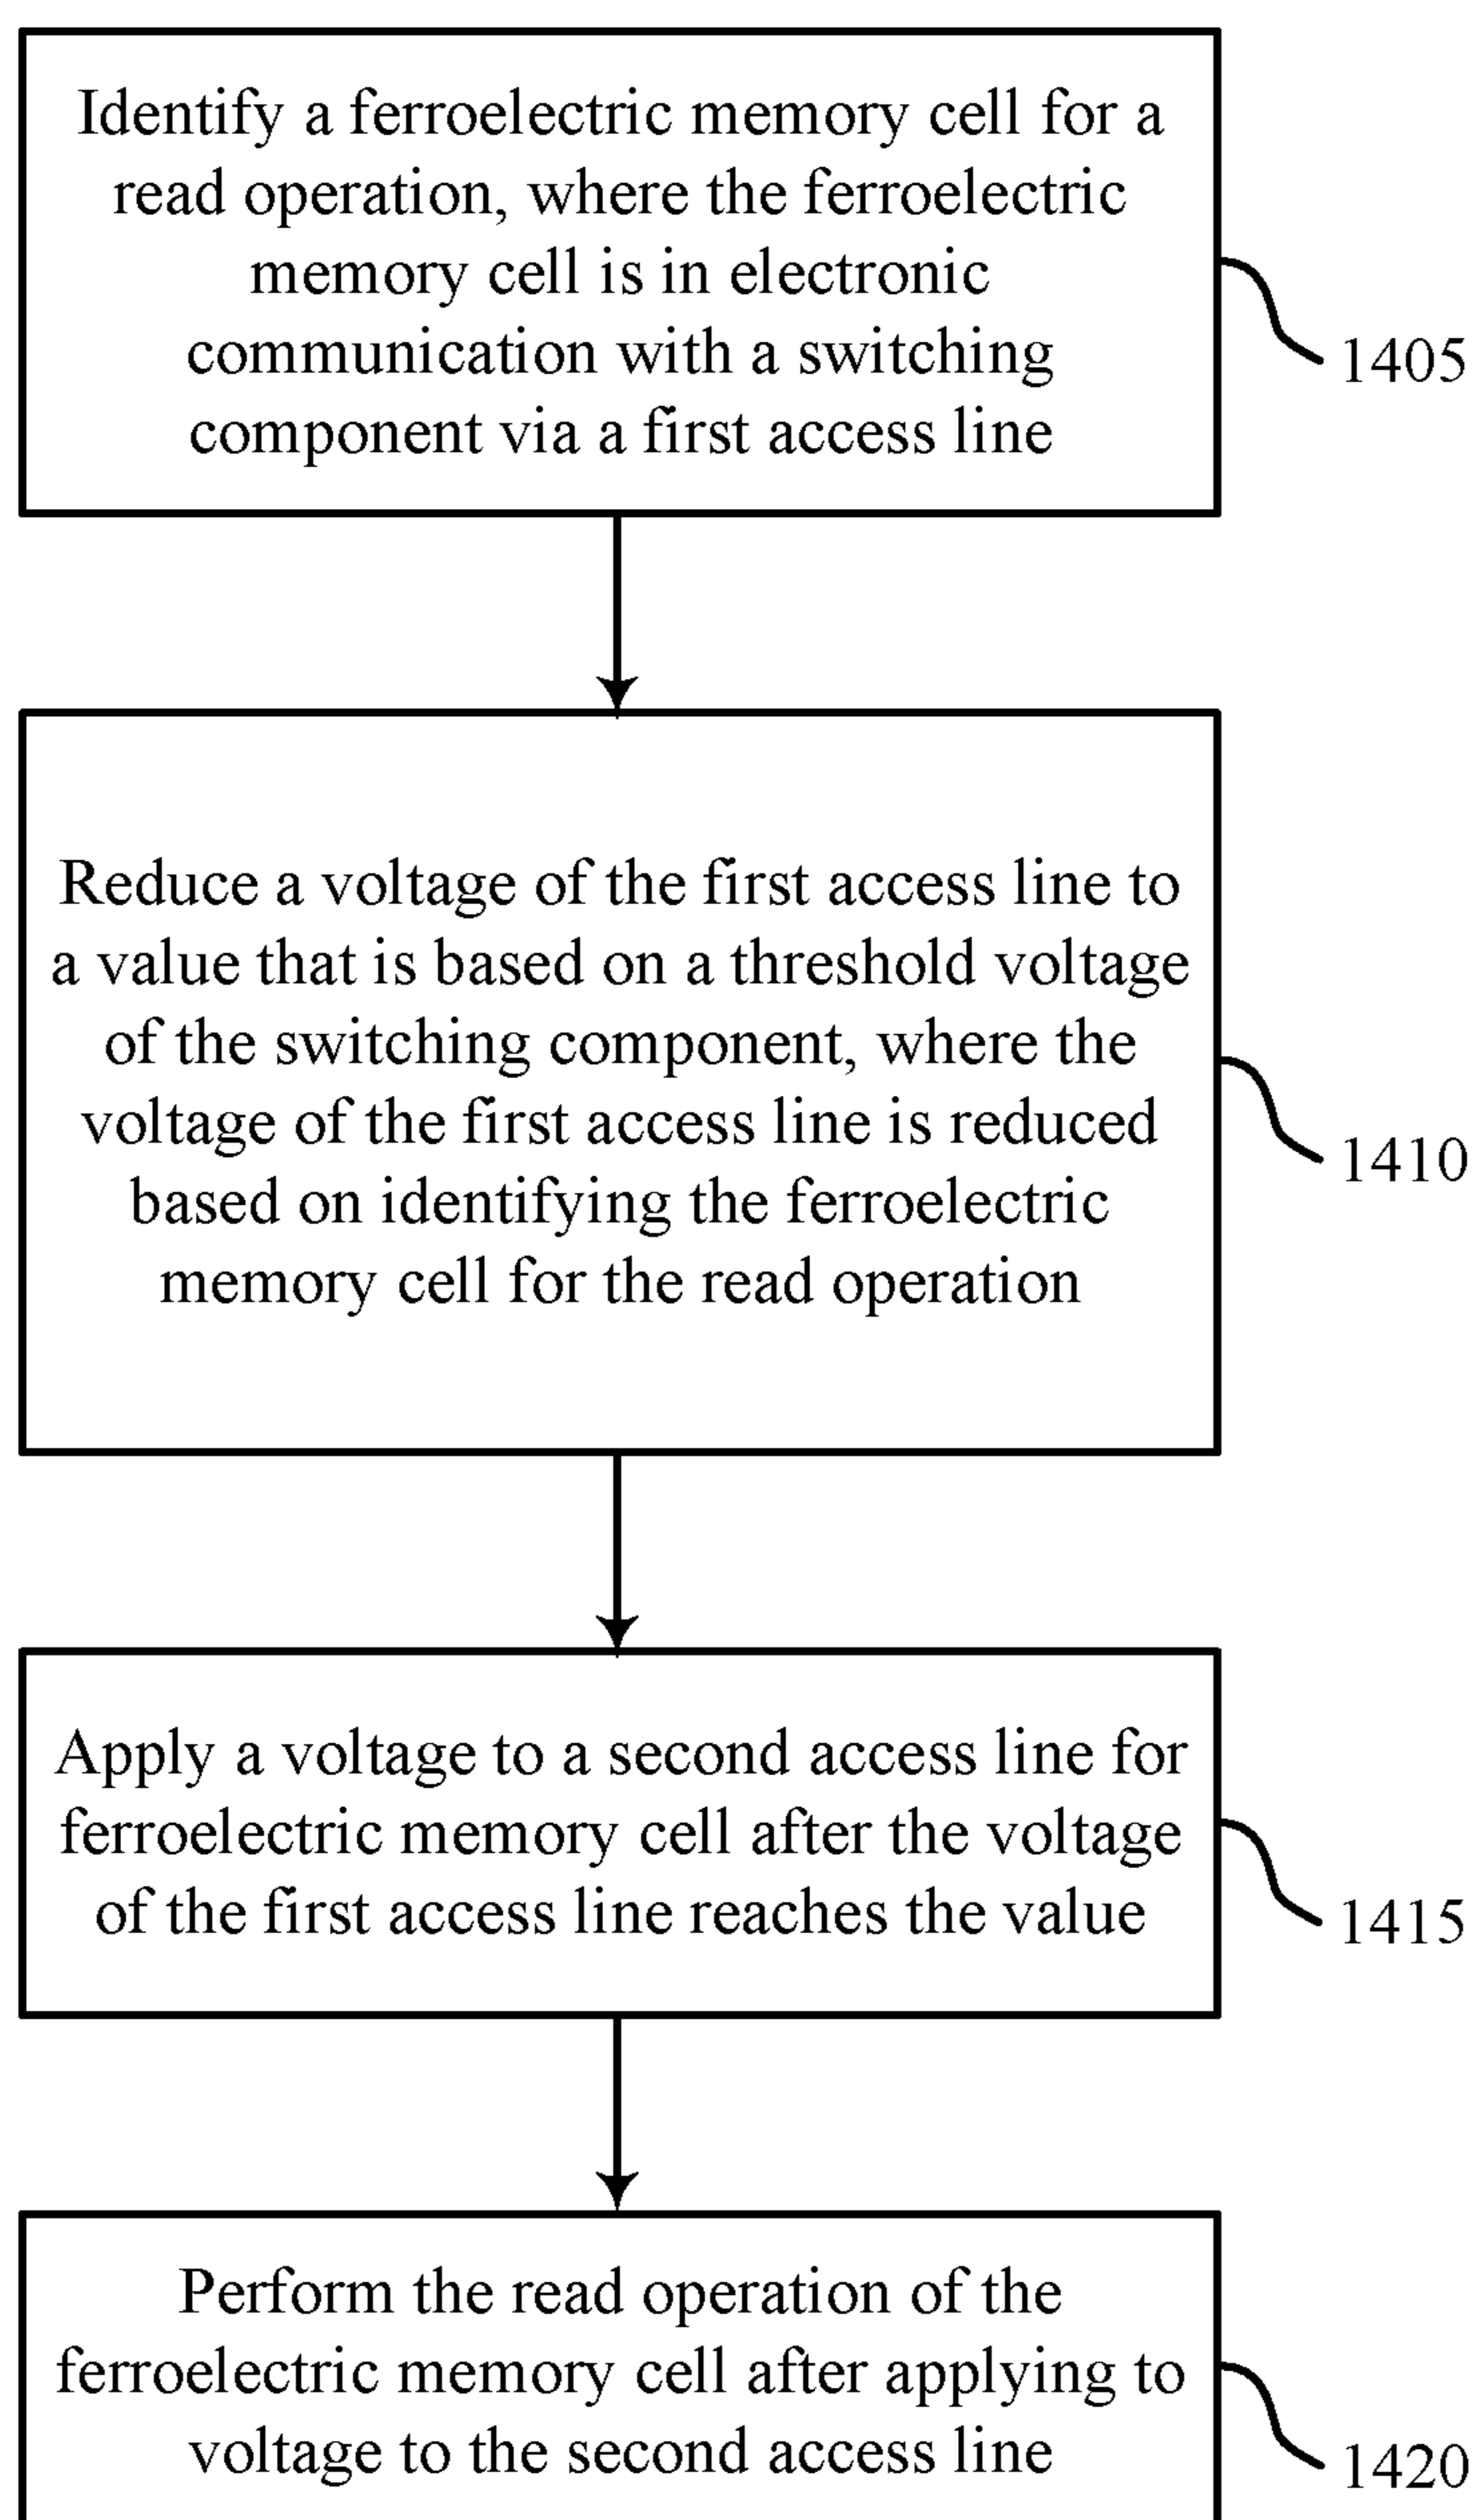 Identify a ferroelectric memory cell for a
read operation, where the ferroelectric
memory cell is in electronic
communication with a switching
component via a first access line
1405
Reduce a voltage of the first access line to
a value that is based on a threshold voltage
of the switching component, where the
voltage of the first access line is reduced
based on identifying the ferroelectric
memory cell for the read operation
1410
Apply a voltage to a second access line for
ferroelectric memory cell after the voltage
of the first access line reaches the value
1415
Perform the read operation of the
ferroelectric memory cell after applying to
voltage to the second access line
1420